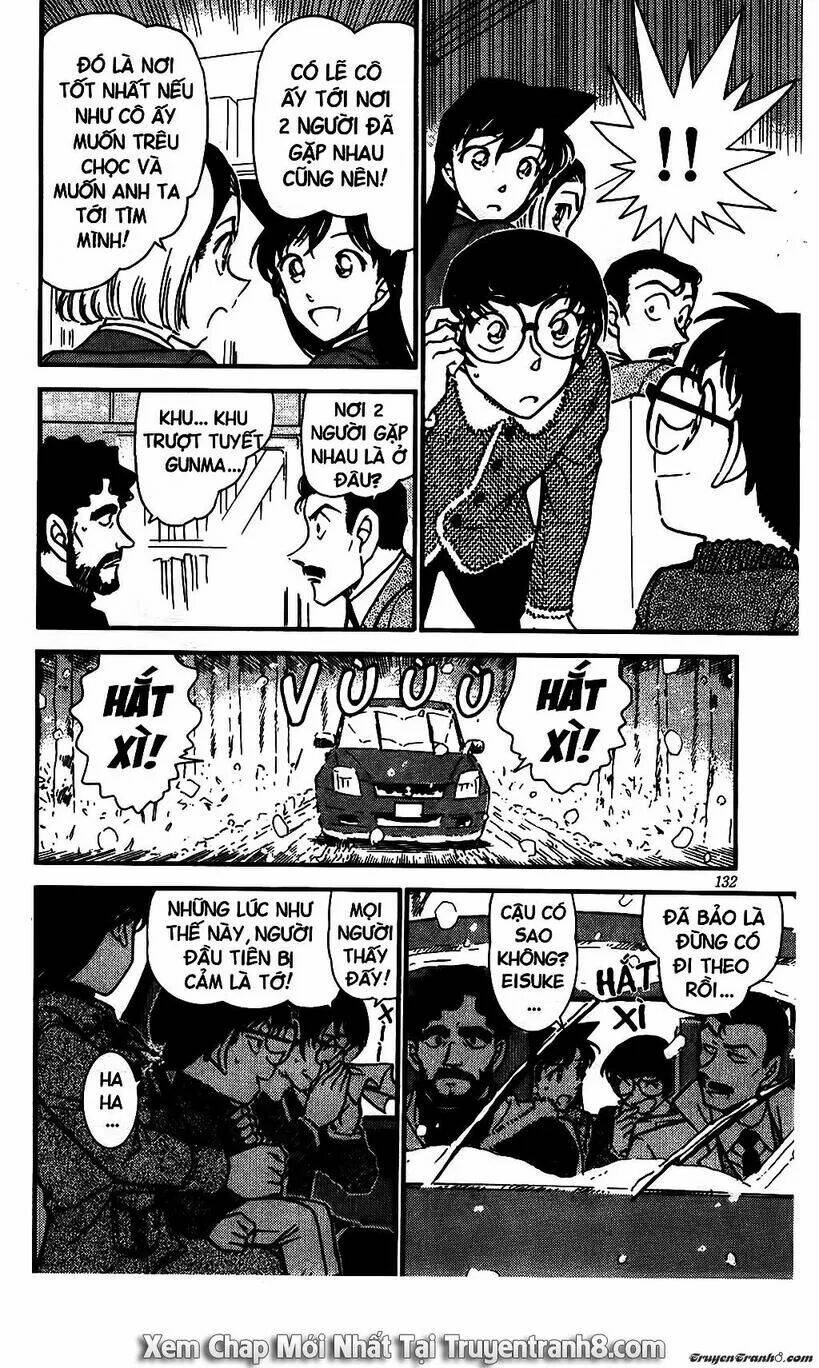 !!
CÓ LẼ CÔ
ẤY TỚI NƠI
2 NGƯỜI ĐÃ
GẶP NHAU
CŨNG NÊN!
ĐÓ LÀ NƠI
TỐT NHẤT NẾU
NHƯ CÔ ẤY
MUỐN TRÊU
CHỌC VÀ
MUỐN ANH TA
TỚI TÌM
MÌNH!
NƠI 2
NGƯỜI GẶP
NHAU LÀ Ở
ĐÂU?
KHU... KHU
TRƯỢT TUYẾT
GUNMA...
HẮT
XÌ!
VÙÙÙ
HẮT
XÌ!
132
ĐÃ BẢO LÀ
ĐỪNG CÓ
ĐI THEO
RỒI...
HẮT
XÌ
CẬU CÓ
SAO
KHÔNG?
EISUKE
...
MỌI
NGƯỜI
THẤY
ĐẤY!
XÌ
NHỮNG LÚC NHƯ
THẾ NÀY, NGƯỜI
ĐẦU TIÊN BỊ
CẢM LÀ TỚ!
HA
HA
...
Xem Chap Mới Nhất Tại Truyentranh8.com
TruyenTranh8.com